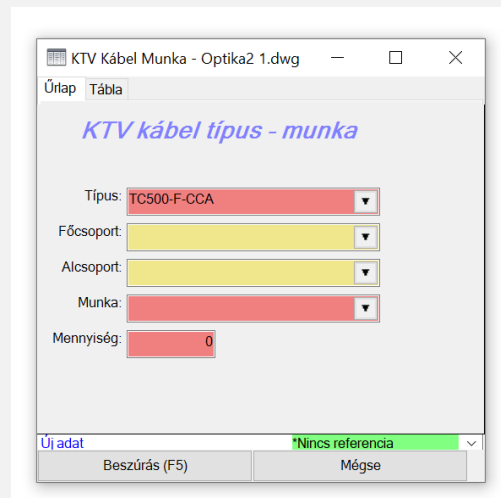 KTV Kábel Munka - Optika2 1.dwg
Űrlap Tábla
KTV kábel típus - munka
Típus: TC500-F-CCA
Főcsoport:
Alcsoport:
Munka:
Mennyiség: 0
Új adat *Nincs referencia
Beszúrás (F5) Mégse